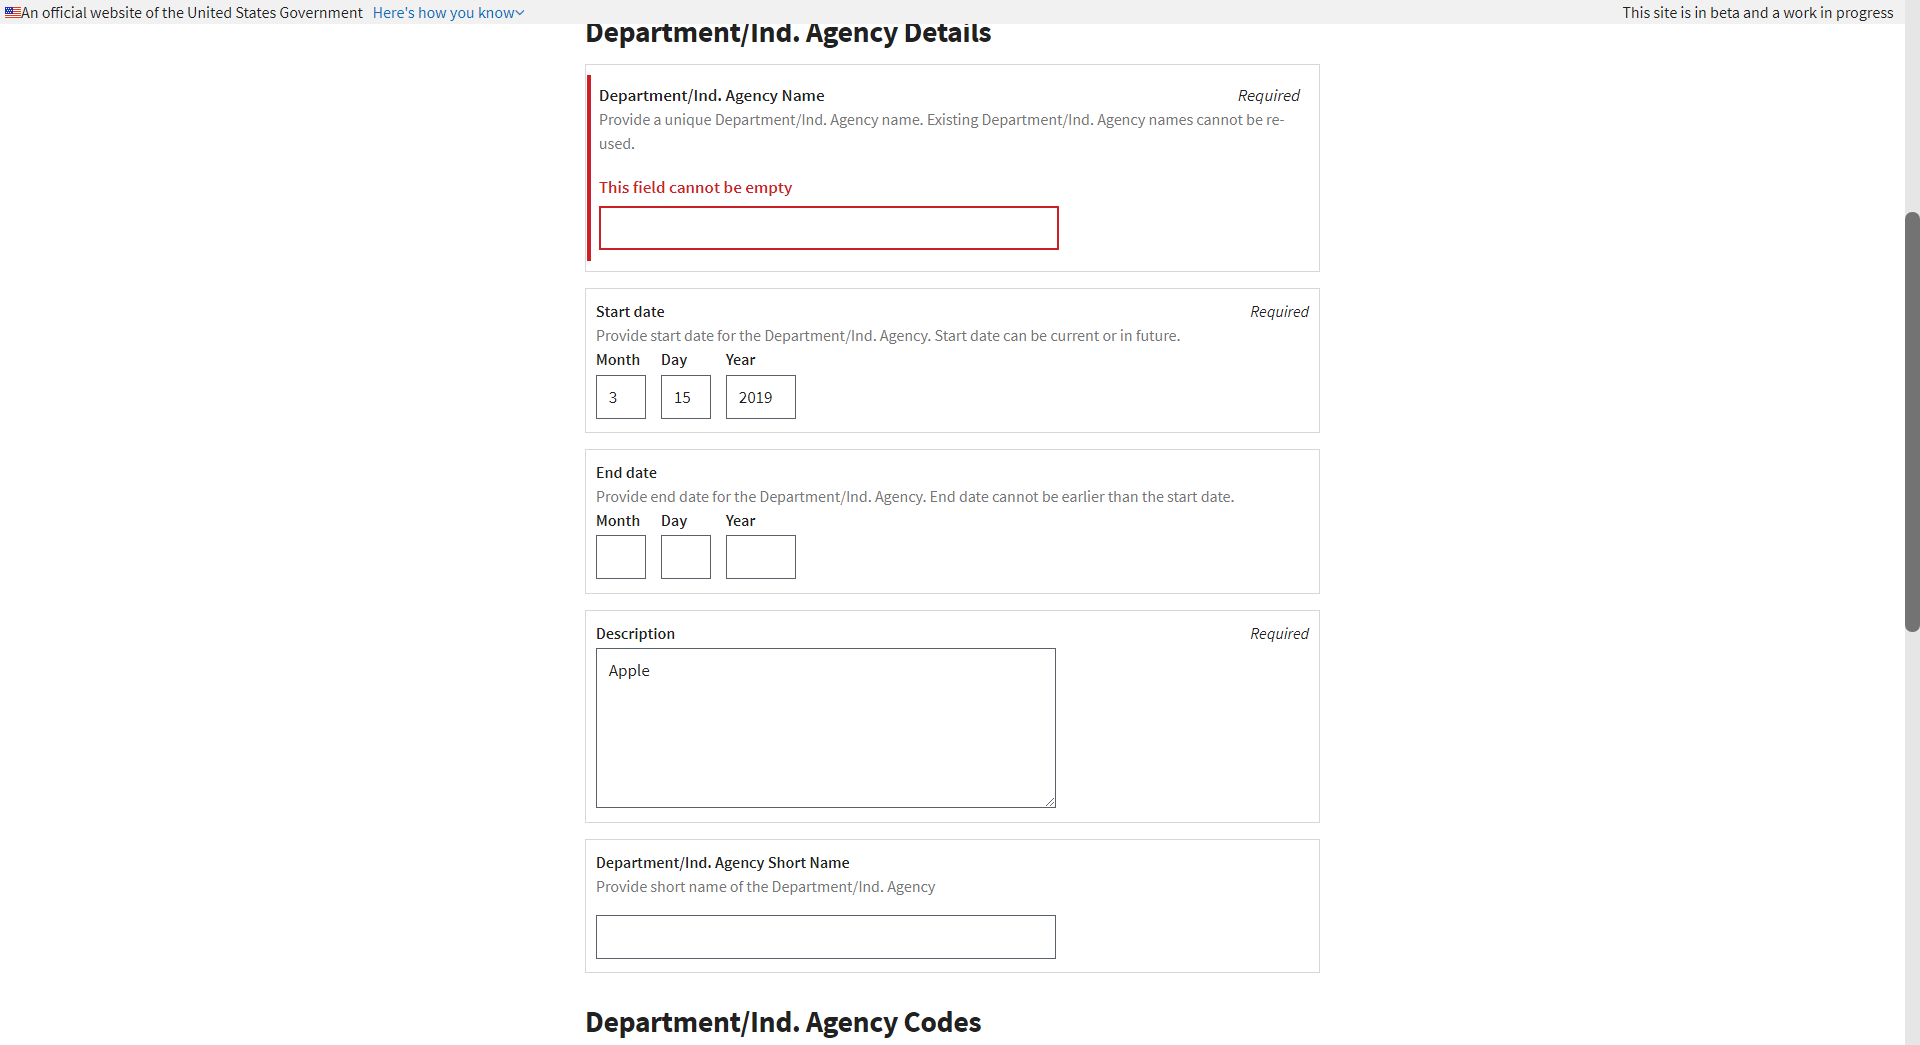 An official website of the United States Government Here's how you know
This site is in beta and a work in progress
Department/Ind. Agency Details
Department/Ind. Agency Name Required
Provide a unique Department/Ind. Agency name. Existing Department/Ind. Agency names cannot be re-
used.
This field cannot be empty
Start date Required
Provide start date for the Department/Ind. Agency. Start date can be current or in future.
Month Day Year
3 15 2019
End date
Provide end date for the Department/Ind. Agency. End date cannot be earlier than the start date.
Month Day Year
Description Required
Apple
Department/Ind. Agency Short Name
Provide short name of the Department/Ind. Agency
Department/Ind. Agency Codes